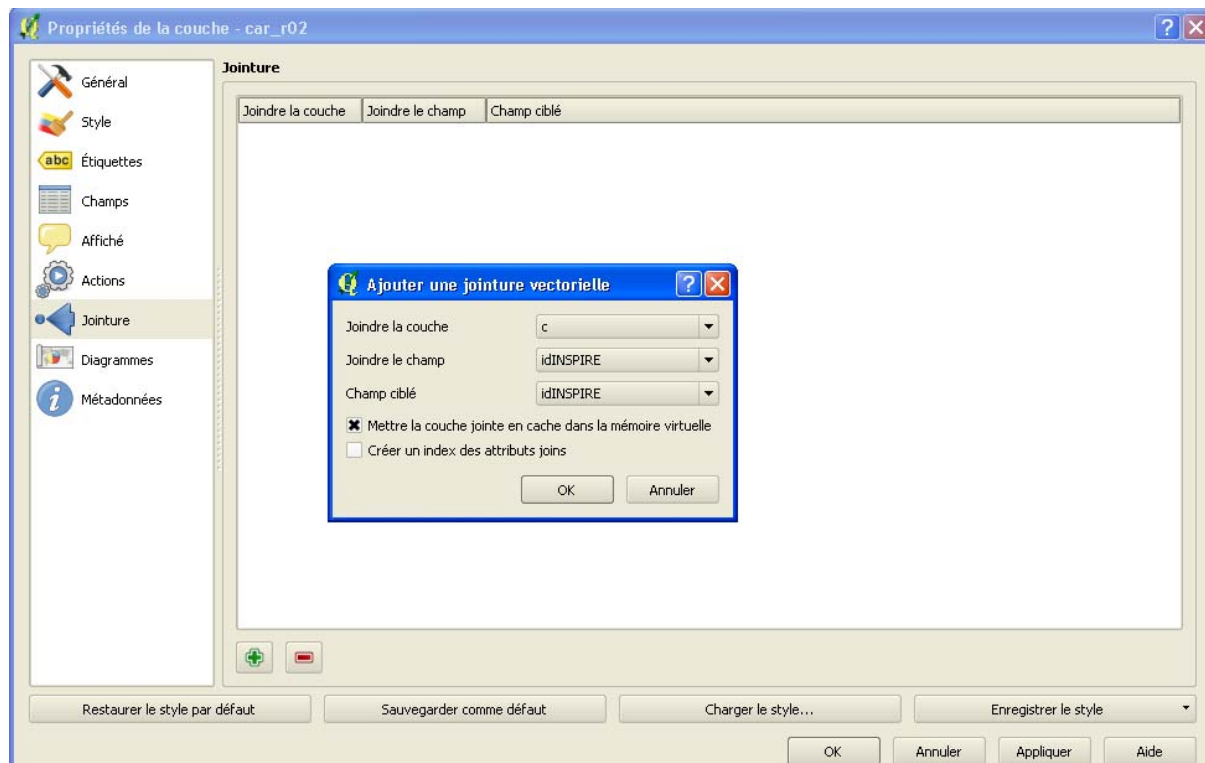 Propriétés de la couche - car_r02
Général
Style
abc Étiquettes
Champs
Affiché
Actions
Jointure
Diagrammes
Métadonnées
Jointure
Joindre la couche Joindre le champ Champ ciblé
Ajouter une jointure vectorielle
Joindre la couche c
Joindre le champ idINSPIRE
Champ ciblé idINSPIRE
Mettre la couche jointe en cache dans la mémoire virtuelle
Créer un index des attributs joins
OK Annuler
Restaurer le style par défaut Sauvegarder comme défaut Charger le style... Enregistrer le style
OK Annuler Appliquer Aide